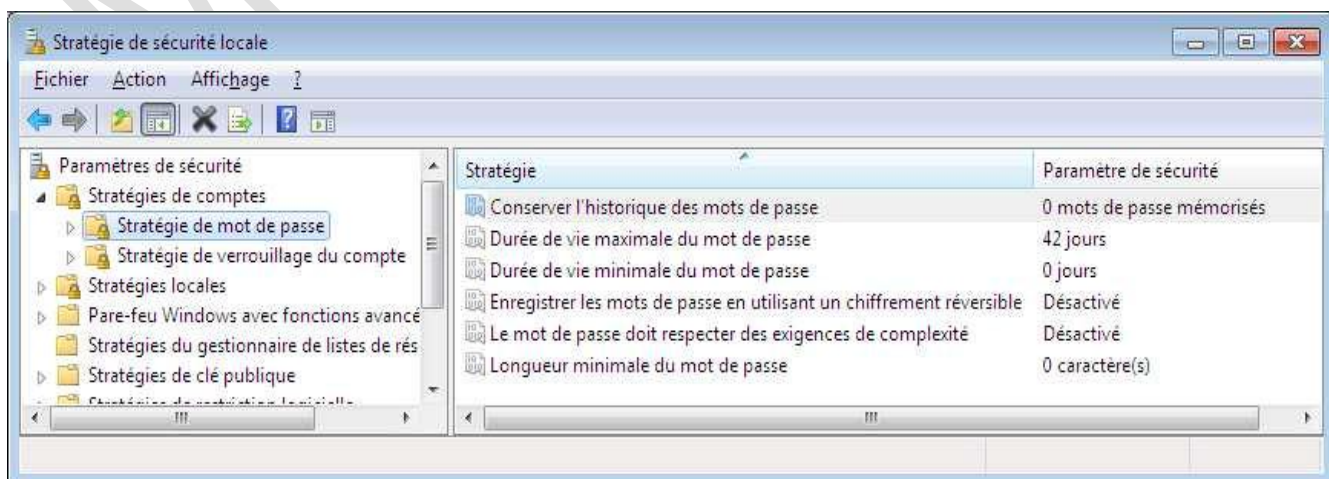 Stratégie de sécurité locale
Fichier Action Affichage ?
Paramètres de sécurité
Stratégies de comptes
Stratégie de mot de passe
Stratégie de verrouillage du compte
Stratégies locales
Pare-feu Windows avec fonctions avancé
Stratégies du gestionnaire de listes de rés
Stratégies de clé publique
Stratégies de restriction logicielle
Stratégie Paramètre de sécurité
Conserver l'historique des mots de passe 0 mots de passe mémorisés
Durée de vie maximale du mot de passe 42 jours
Durée de vie minimale du mot de passe 0 jours
Enregistrer les mots de passe en utilisant un chiffrement réversible Désactivé
Le mot de passe doit respecter des exigences de complexité Désactivé
Longueur minimale du mot de passe 0 caractère(s)